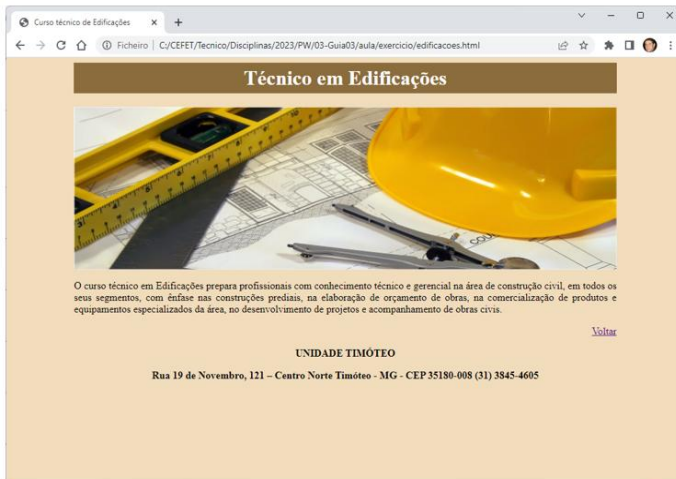 Curso técnico de Edificações
Ficheiro | C:/CEFET/Tecnico/Disciplinas/2023/PW/03-Guia03/aula/exercicio/edificacoes.html
Técnico em Edificações
O curso técnico em Edificações prepara profissionais com conhecimento técnico e gerencial na área de construção civil, em todos os
seus segmentos, com ênfase nas construções prediais, na elaboração de orçamento de obras, na comercialização de produtos e
equipamentos especializados da área, no desenvolvimento de projetos e acompanhamento de obras civis.
Voltar
UNIDADE TIMÓTEO
Rua 19 de Novembro, 121 – Centro Norte Timóteo - MG - CEP 35180-008 (31) 3845-4605